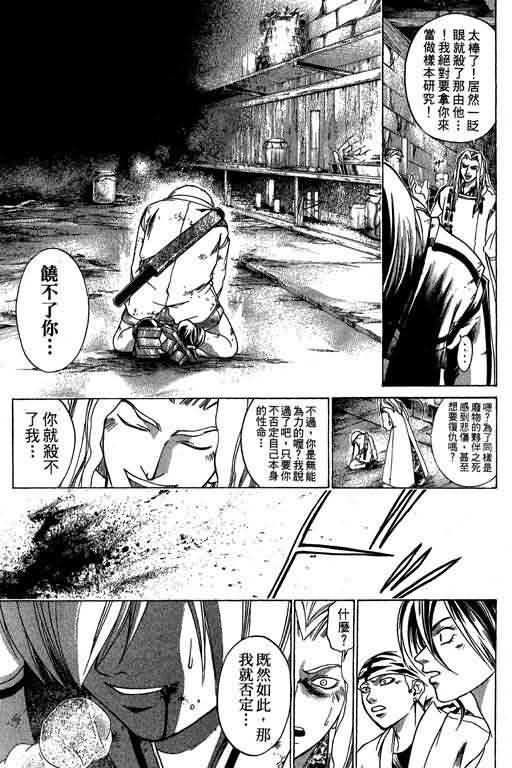 太棒了！居然一眨
眼就殺了那由他…
！我絕對要拿你來
當做樣本研究！
…
饒不了你…
嗯？為了同樣是
廢物的夥伴之死
感到悲傷，甚至
想要復仇嗎？
不過，你是無能
為力的喔？我說
過了吧，只要你
不否定自己本身
的性命…
你就殺不
了我…
什麼？
既然如此，那
我就否定…